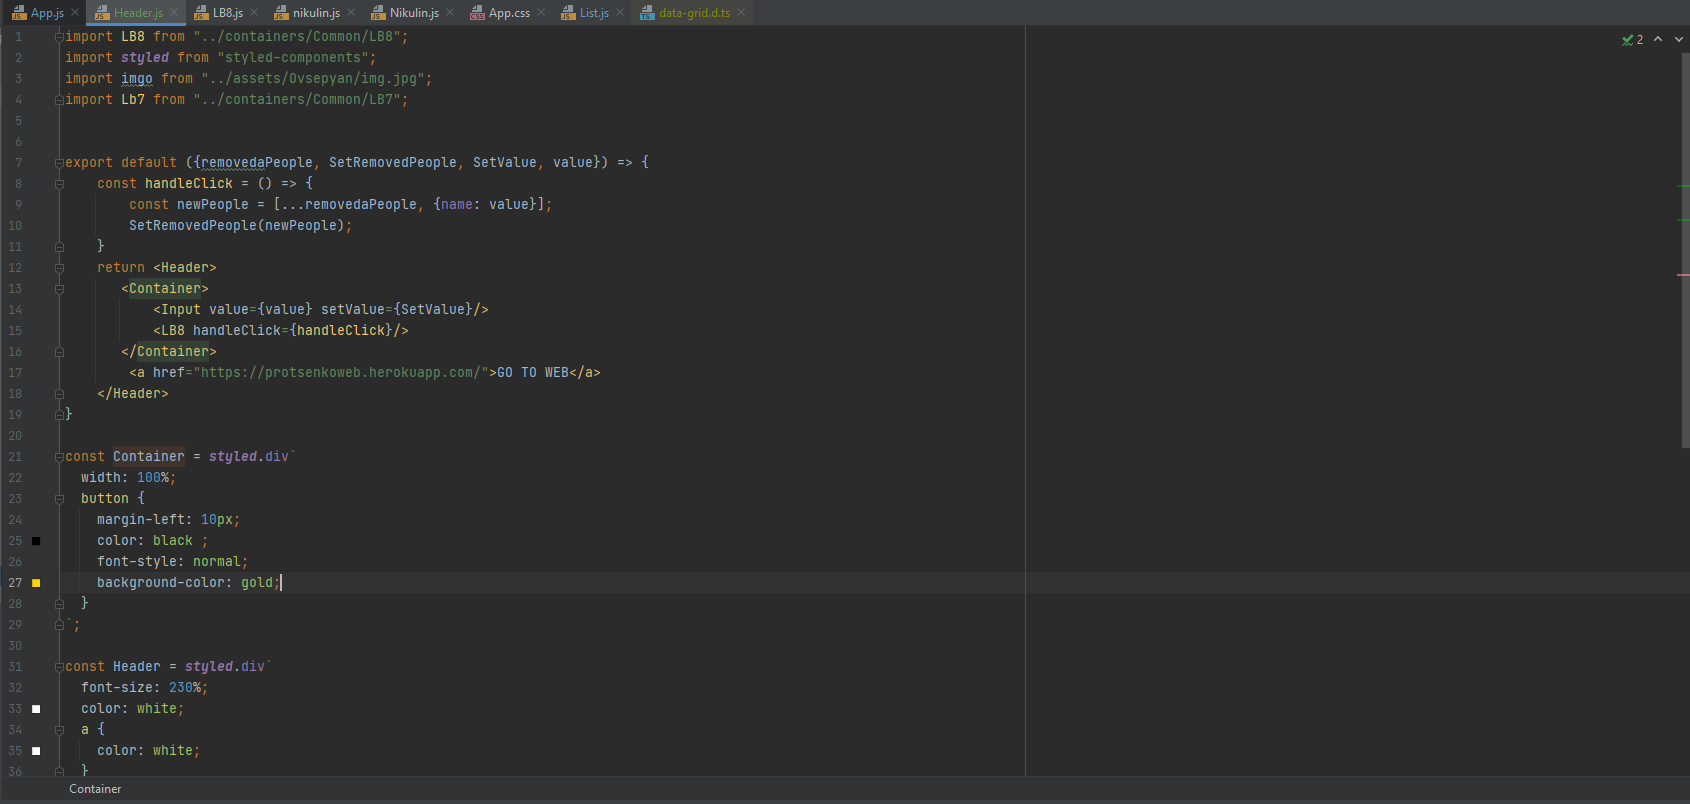 App.js Header.js LB8.js nikulin.js Nikulin.js App.css List.js data-grid.d.ts
2
1 import LB8 from "../containers/Common/LB8";
2 import styled from "styled-components";
3 import imgo from "../assets/Ovsepyan/img.jpg";
4 import Lb7 from "../containers/Common/LB7";
5
6
7 export default ({removedaPeople, SetRemovedPeople, SetValue, value}) => {
8 const handleClick = () => {
9 const newPeople = [...removedaPeople, {name: value}];
10 SetRemovedPeople(newPeople);
11 }
12 return <Header>
13 <Container>
14 <Input value={value} setValue={SetValue}/>
15 <LB8 handleClick={handleClick}/>
16 </Container>
17 <a href="https://protsenkoweb.herokuapp.com/">GO TO WEB</a>
18 </Header>
19 }
20
21 const Container = styled.div`
22 width: 100%;
23 button {
24 margin-left: 10px;
25 color: black ;
26 font-style: normal;
27 background-color: gold;
28 }
29 `;
30
31 const Header = styled.div`
32 font-size: 230%;
33 color: white;
34 a {
35 color: white;
36 }
Container